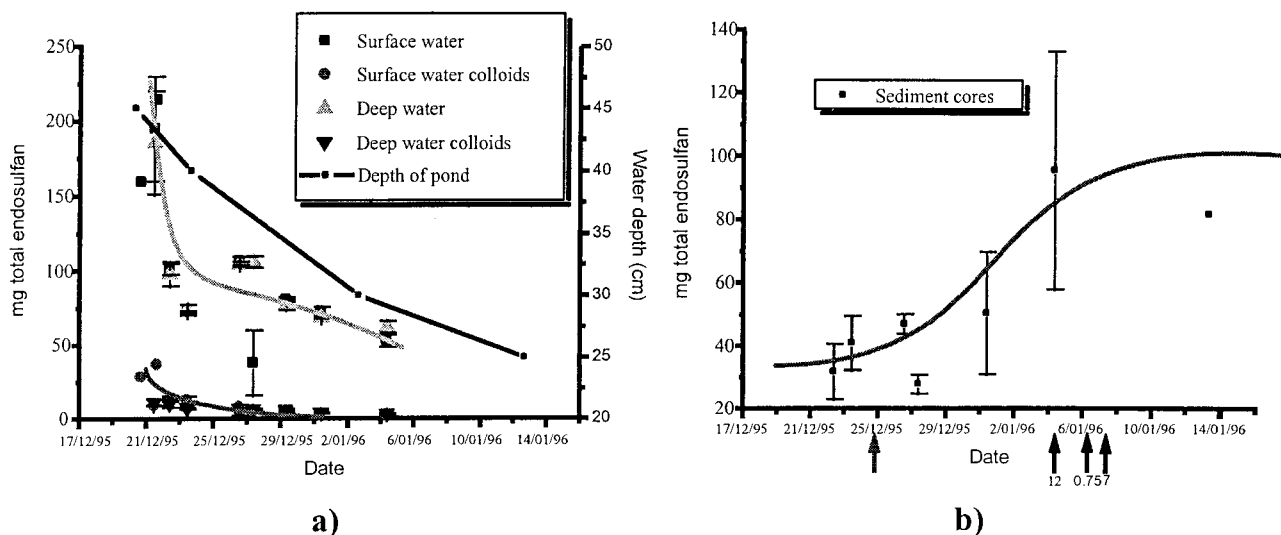 Surface water
Surface water colloids
Deep water
Deep water colloids
Depth of pond
250
200
150
100
50
0
mg total endosulfan
50
45
40
35
30
25
20
Water depth (cm)
17/12/95 21/12/95 25/12/95 29/12/95 2/01/96 6/01/96 10/01/96 14/01/96
Date
a)
Sediment cores
140
120
100
80
60
40
20
mg total endosulfan
17/12/95 21/12/95 25/12/95 29/12/95 2/01/96 6/01/96 10/01/96 14/01/96
Date
12 0.757
b)